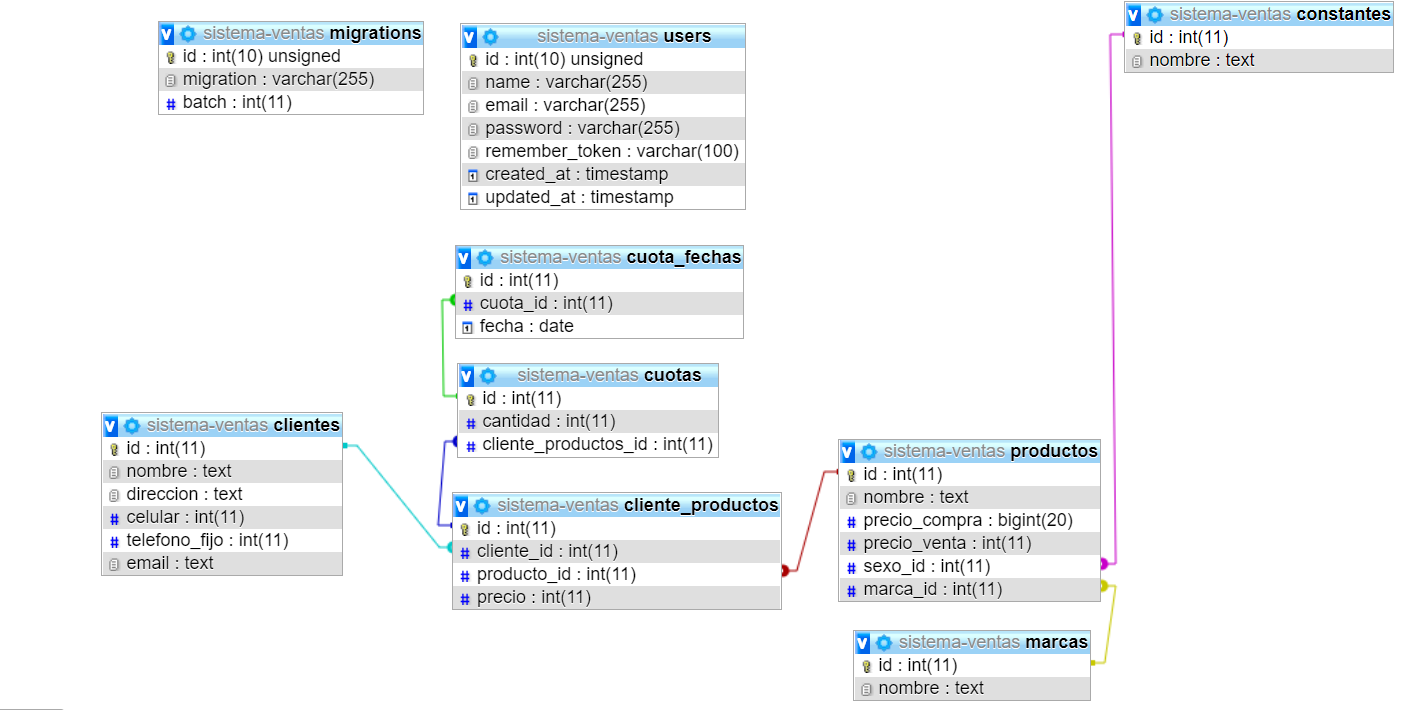 sistema-ventas migrations
id : int(10) unsigned
migration : varchar(255)
batch : int(11)
sistema-ventas users
id : int(10) unsigned
name : varchar(255)
email : varchar(255)
password : varchar(255)
remember_token : varchar(100)
created_at : timestamp
updated_at : timestamp
sistema-ventas constantes
id : int(11)
nombre : text
sistema-ventas cuota_fechas
id : int(11)
cuota_id : int(11)
fecha : date
sistema-ventas cuotas
id : int(11)
cantidad : int(11)
cliente_productos_id : int(11)
sistema-ventas clientes
id : int(11)
nombre : text
direccion : text
celular : int(11)
telefono_fijo : int(11)
email : text
sistema-ventas cliente_productos
id : int(11)
cliente_id : int(11)
producto_id : int(11)
precio : int(11)
sistema-ventas productos
id : int(11)
nombre : text
precio_compra : bigint(20)
precio_venta : int(11)
sexo_id : int(11)
marca_id : int(11)
sistema-ventas marcas
id : int(11)
nombre : text